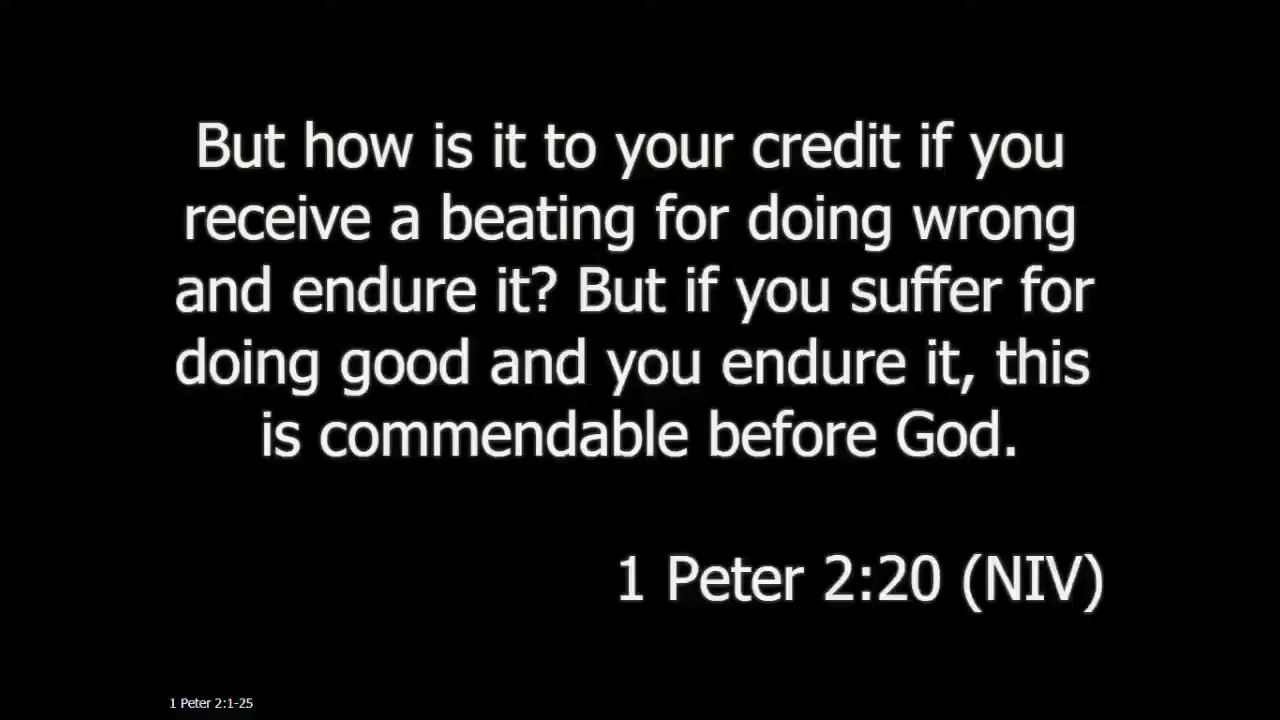 But how is it to your credit if you
receive a beating for doing wrong
and endure it? But if you suffer for
doing good and you endure it, this
is commendable before God.
1 Peter 2:20 (NIV)
1 Peter 2:1-25